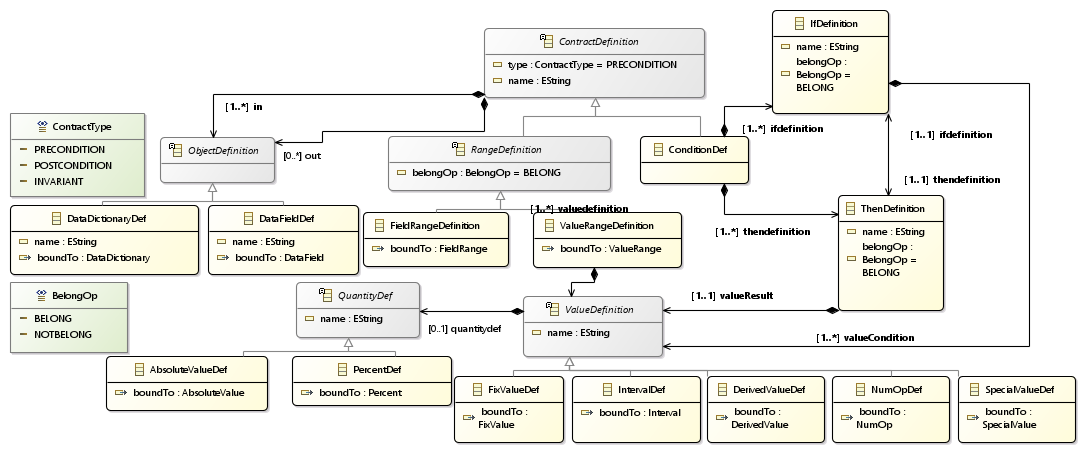 ContractDefinition
type : ContractType = PRECONDITION
name : EString
IfDefinition
name : EString
belongOp :
BelongOp =
BELONG
[1..*] in
[0..*] out
[1..*] ifdefinition
[1..1] ifdefinition
[1..1] thendefinition
ContractType
PRECONDITION
POSTCONDITION
INVARIANT
ObjectDefinition
RangeDefinition
belongOp : BelongOp = BELONG
ConditionDef
DataDictionaryDef
name : EString
boundTo : DataDictionary
DataFieldDef
name : EString
boundTo : DataField
FieldRangeDefinition
boundTo : FieldRange
[1..*] valuedefinition
ValueRangeDefinition
boundTo : ValueRange
[1..*] thendefinition
ThenDefinition
name : EString
belongOp :
BelongOp =
BELONG
BelongOp
BELONG
NOTBELONG
QuantityDef
name : EString
[0..1] quantitydef
ValueDefinition
name : EString
[1..1] valueResult
[1..*] valueCondition
AbsoluteValueDef
boundTo : AbsoluteValue
PercentDef
boundTo : Percent
FixValueDef
boundTo :
FixValue
IntervalDef
boundTo : Interval
DerivedValueDef
boundTo :
DerivedValue
NumOpDef
boundTo :
NumOp
SpecialValueDef
boundTo :
SpecialValue